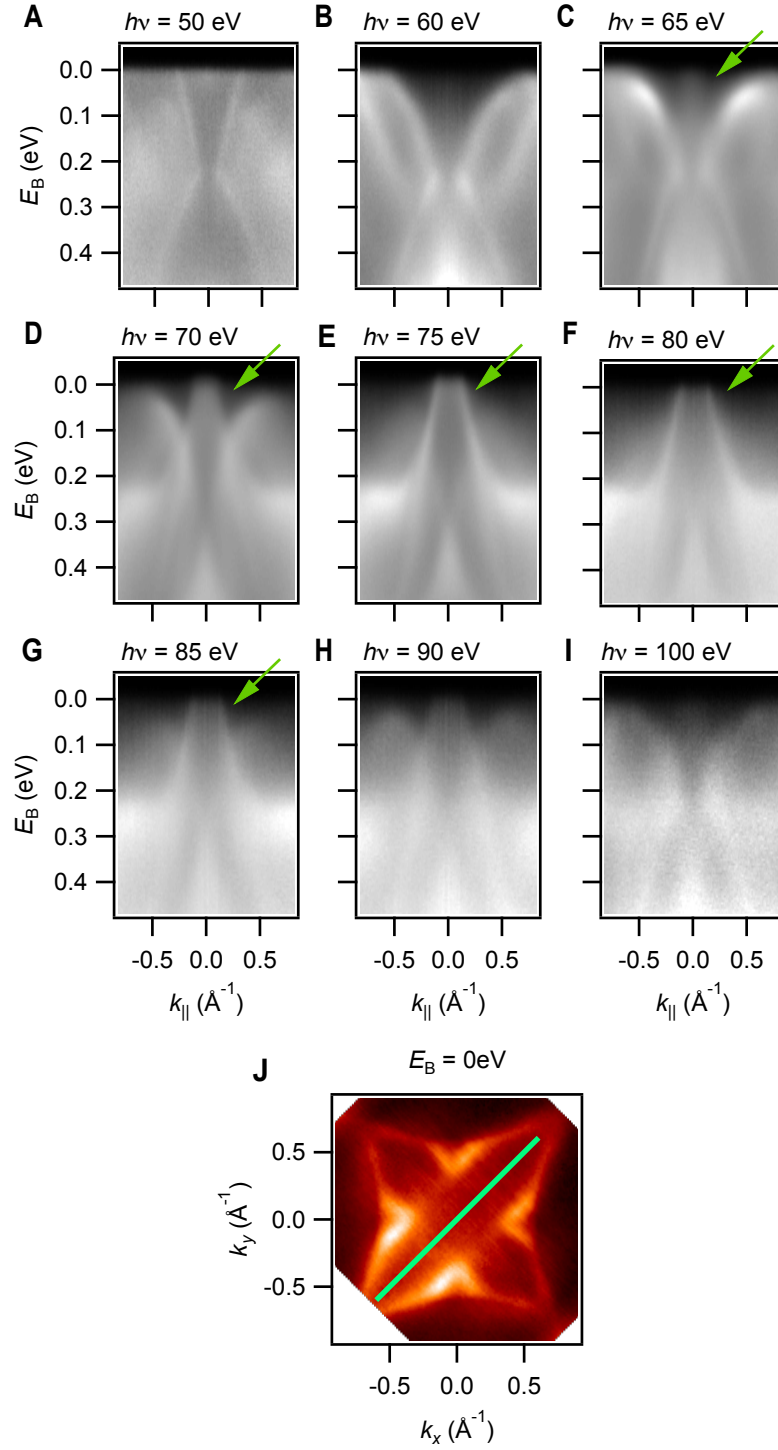 A hν = 50 eV B hν = 60 eV C hν = 65 eV
0.0
0.1
0.2
0.3
0.4
E_B (eV)
D hν = 70 eV E hν = 75 eV F hν = 80 eV
0.0
0.1
0.2
0.3
0.4
E_B (eV)
G hν = 85 eV H hν = 90 eV I hν = 100 eV
0.0
0.1
0.2
0.3
0.4
E_B (eV)
-0.5 0.0 0.5 -0.5 0.0 0.5 -0.5 0.0 0.5
k_|| (Å⁻¹) k_|| (Å⁻¹) k_|| (Å⁻¹)
J E_B = 0eV
0.5
0.0
-0.5
k_y (Å⁻¹)
-0.5 0.0 0.5
k_x (Å⁻¹)